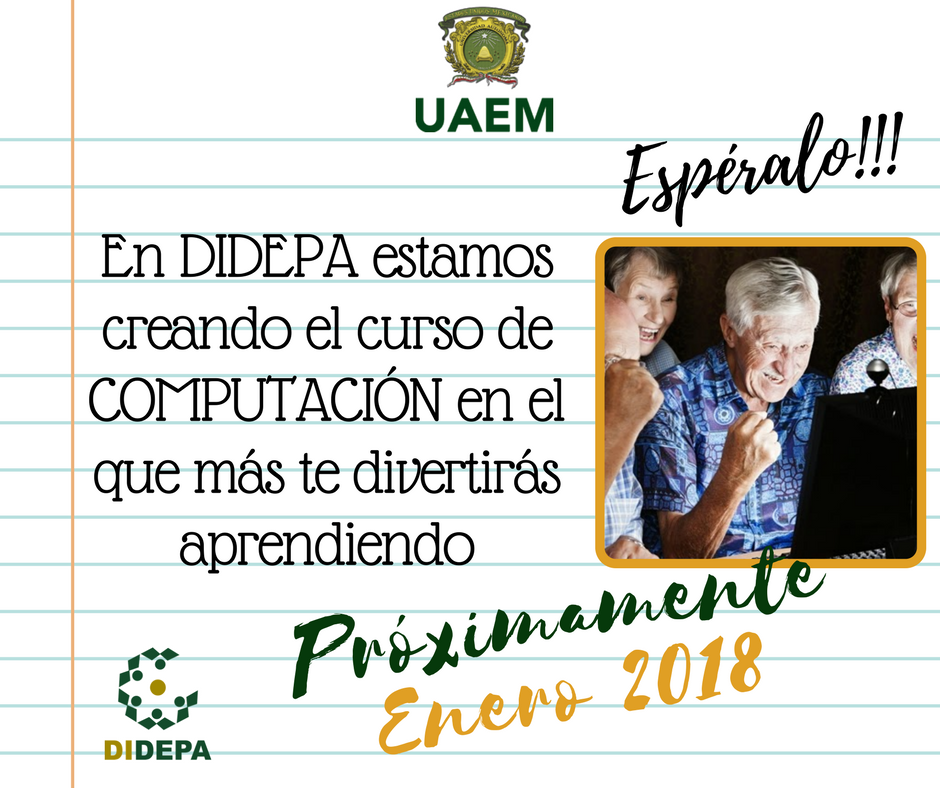 UAEM
Espéralo!!!
En DIDEPA estamos
creando el curso de
COMPUTACIÓN en el
que más te divertirás
aprendiendo
Próximamente
Enero 2018
DIDEPA